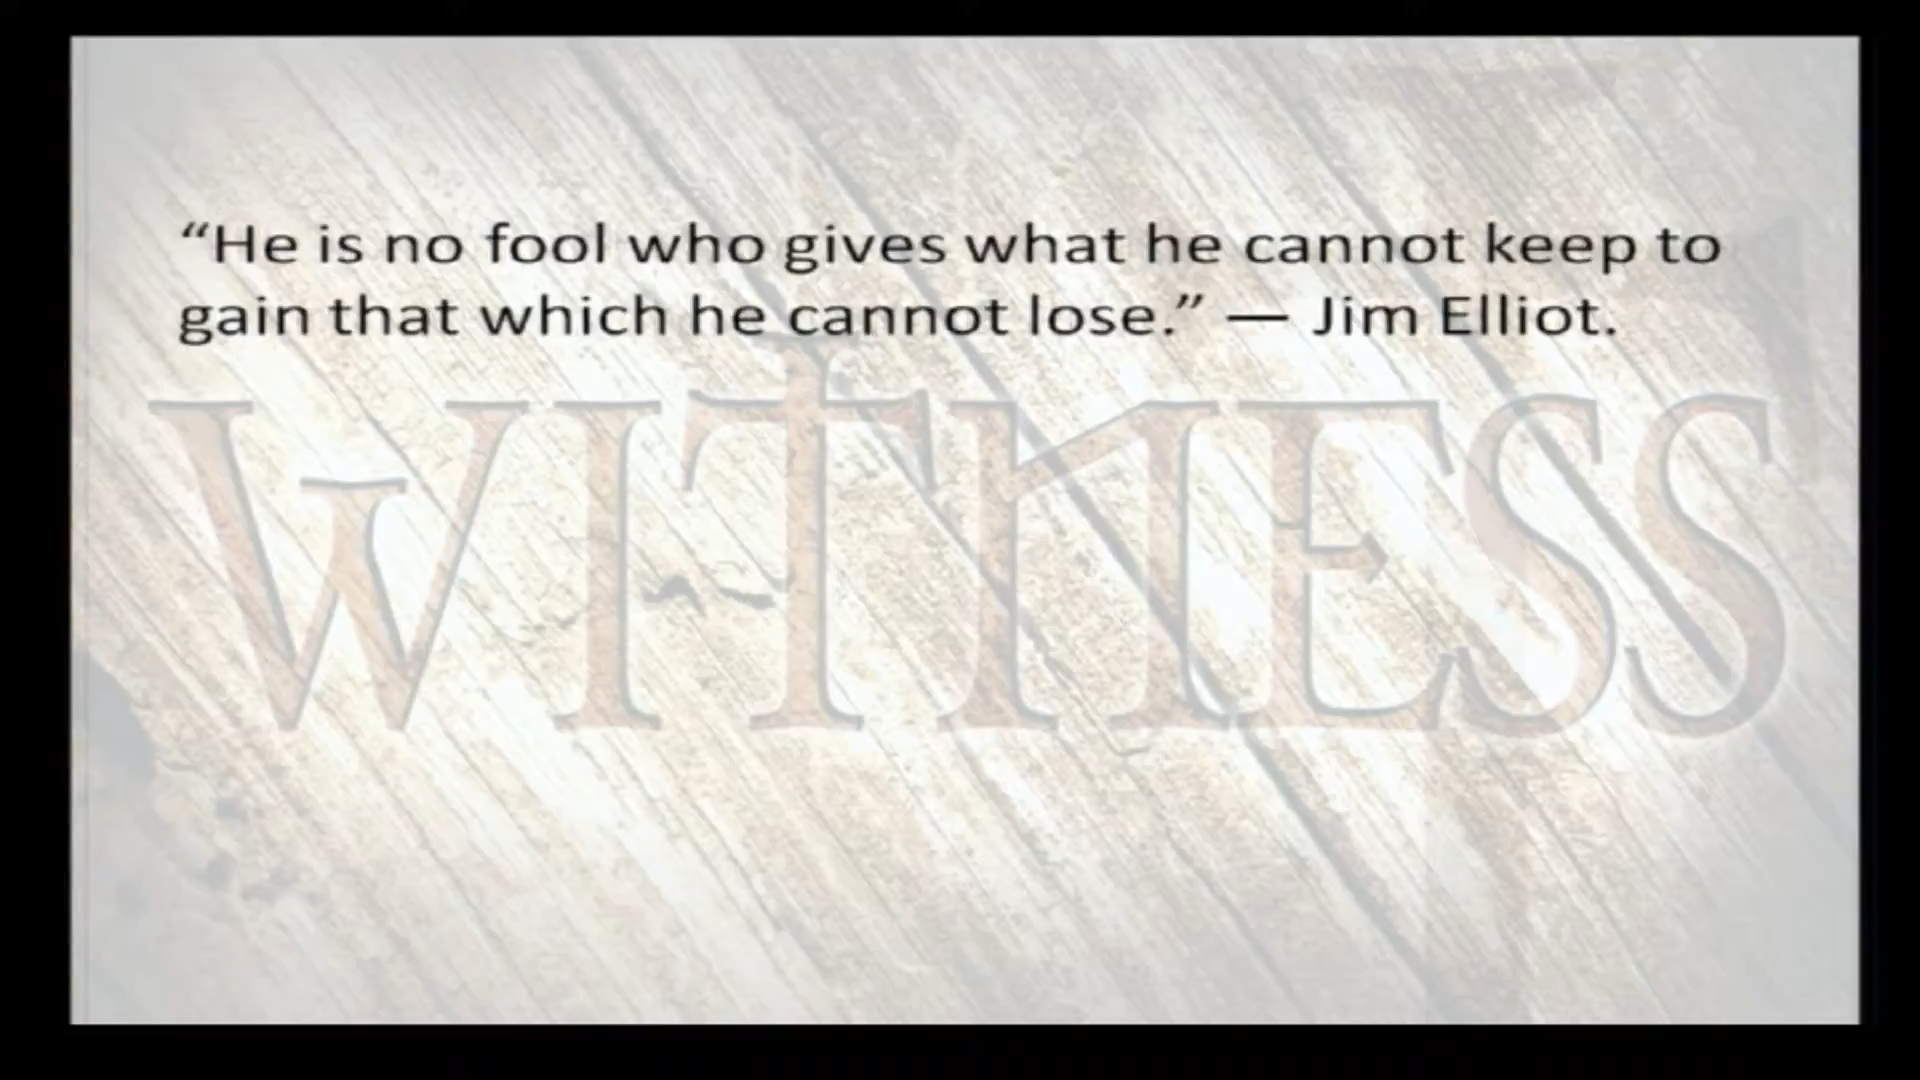 “He is no fool who gives what he cannot keep to
gain that which he cannot lose.” — Jim Elliot.
WITNESS